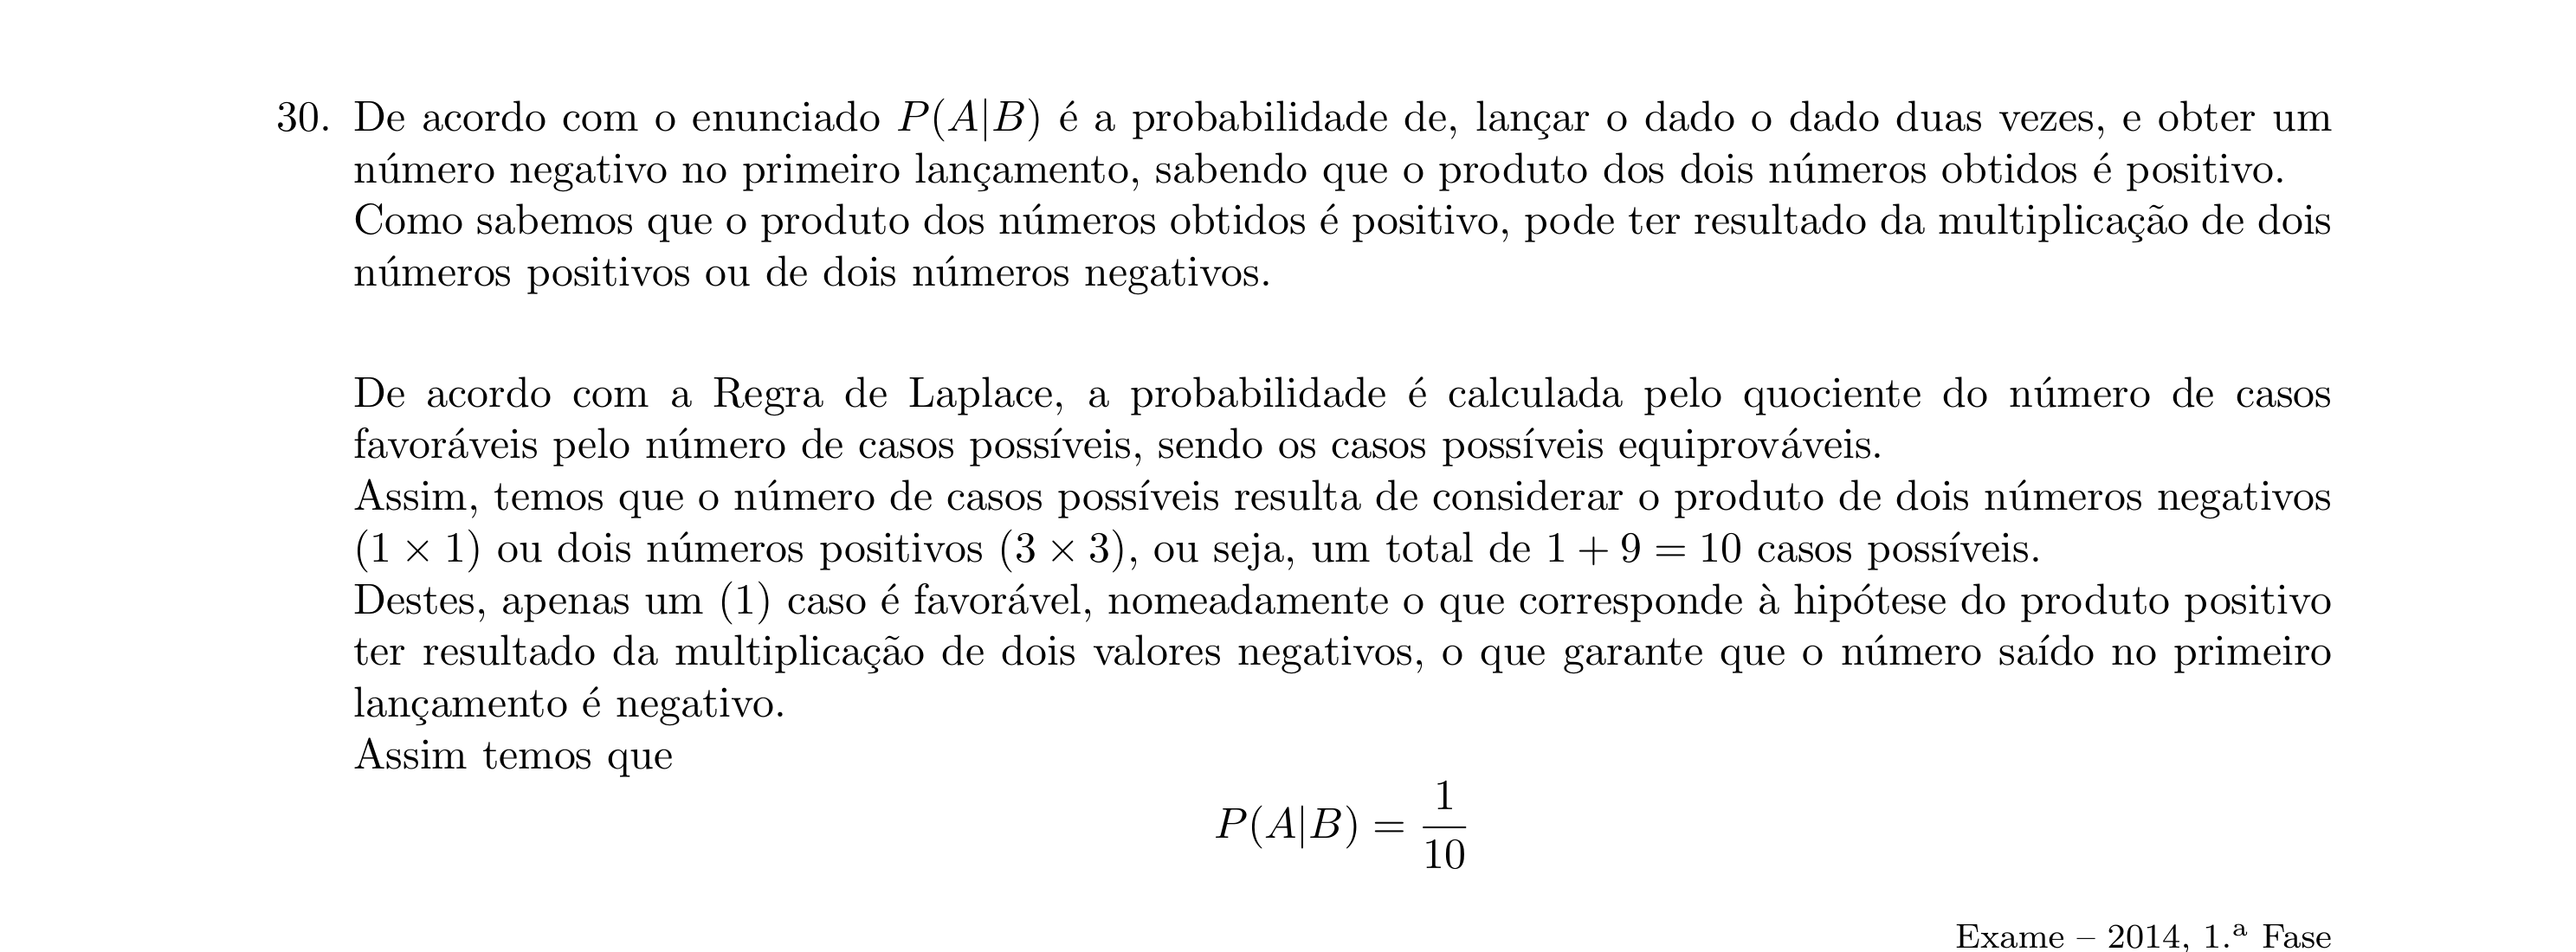 30. De acordo com o enunciado P(A|B) é a probabilidade de, lançar o dado o dado duas vezes, e obter um
número negativo no primeiro lançamento, sabendo que o produto dos dois números obtidos é positivo.
Como sabemos que o produto dos números obtidos é positivo, pode ter resultado da multiplicação de dois
números positivos ou de dois números negativos.
De acordo com a Regra de Laplace, a probabilidade é calculada pelo quociente do número de casos
favoráveis pelo número de casos possíveis, sendo os casos possíveis equiprováveis.
Assim, temos que o número de casos possíveis resulta de considerar o produto de dois números negativos
(1 × 1) ou dois números positivos (3 × 3), ou seja, um total de 1 + 9 = 10 casos possíveis.
Destes, apenas um (1) caso é favorável, nomeadamente o que corresponde à hipótese do produto positivo
ter resultado da multiplicação de dois valores negativos, o que garante que o número saído no primeiro
lançamento é negativo.
Assim temos que
P(A|B) = 1/10
Exame – 2014, 1.ª Fase